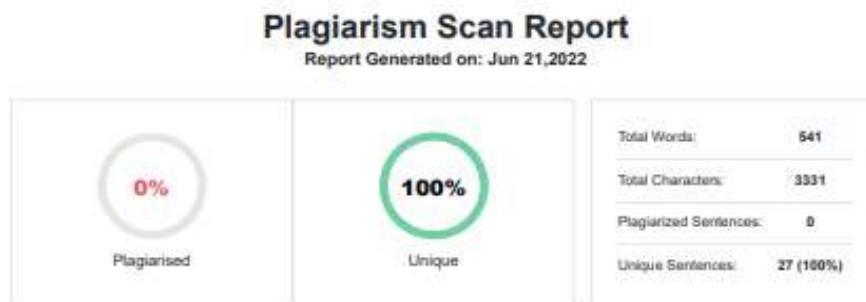 Plagiarism Scan Report
Report Generated on: Jun 21,2022
0%
Plagiarised
100%
Unique
Total Words: 541
Total Characters: 3331
Plagiarized Sentences: 0
Unique Sentences: 27 (100%)